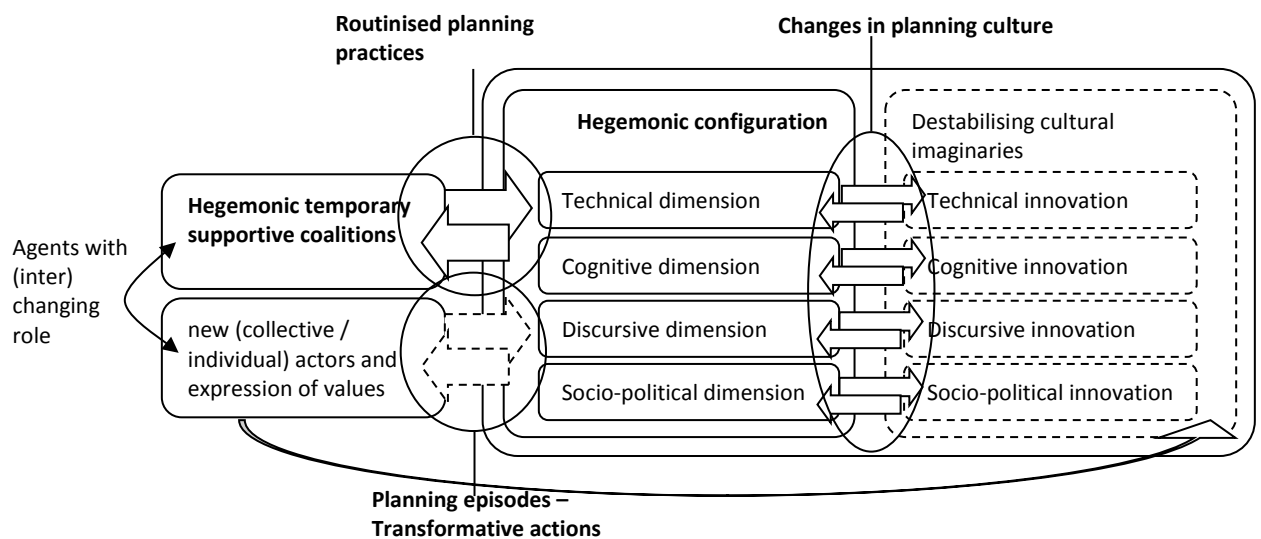 Routinised planning
practices
Changes in planning culture
Hegemonic configuration
Destabilising cultural
imaginaries
Hegemonic temporary
supportive coalitions
Agents with
(inter)
changing
role
new (collective /
individual) actors and
expression of values
Technical dimension
Technical innovation
Cognitive dimension
Cognitive innovation
Discursive dimension
Discursive innovation
Socio-political dimension
Socio-political innovation
Planning episodes –
Transformative actions